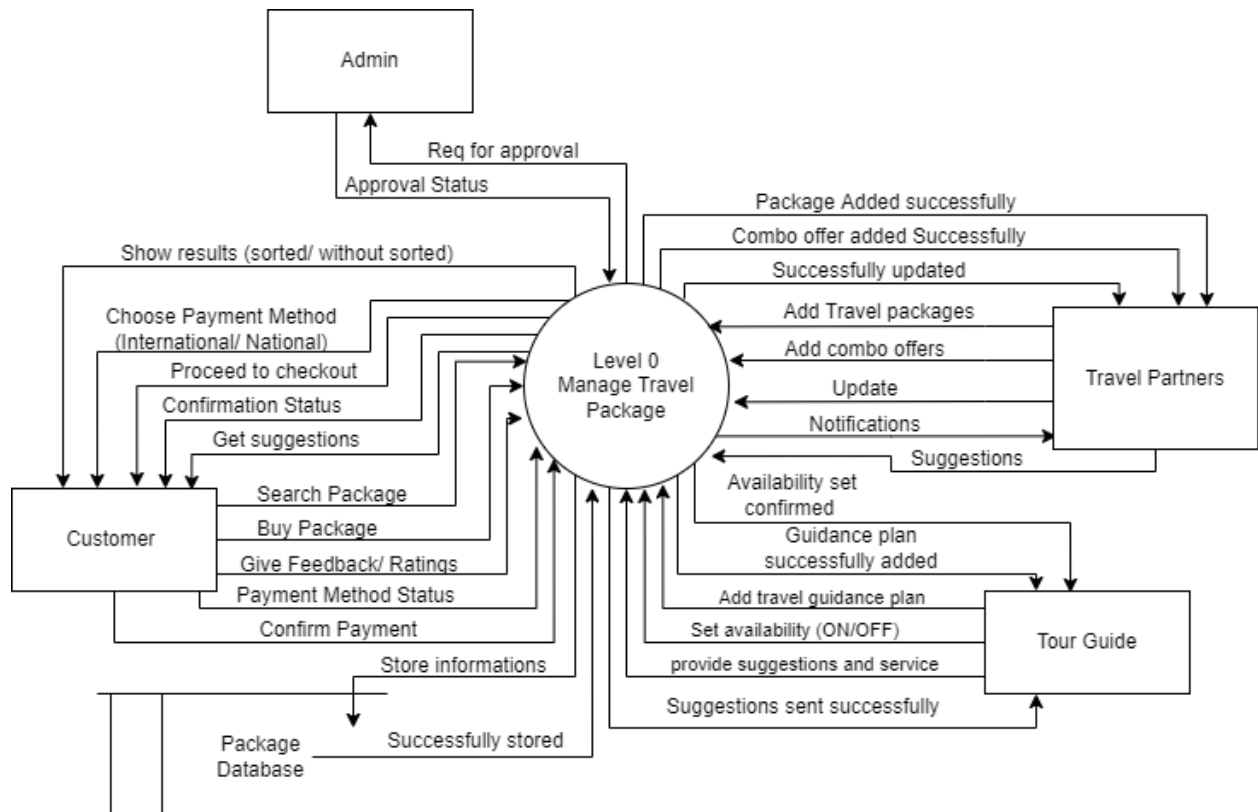 Admin
Req for approval
Approval Status
Package Added successfully
Show results (sorted/ without sorted)
Combo offer added Successfully
Successfully updated
Choose Payment Method
(International/ National)
Add Travel packages
Proceed to checkout
Level 0
Manage Travel
Package
Add combo offers
Travel Partners
Confirmation Status
Update
Get suggestions
Notifications
Suggestions
Search Package
Availability set
confirmed
Customer
Buy Package
Guidance plan
successfully added
Give Feedback/ Ratings
Payment Method Status
Add travel guidance plan
Confirm Payment
Set availability (ON/OFF)
Tour Guide
Store informations
provide suggestions and service
Suggestions sent successfully
Package
Database
Successfully stored